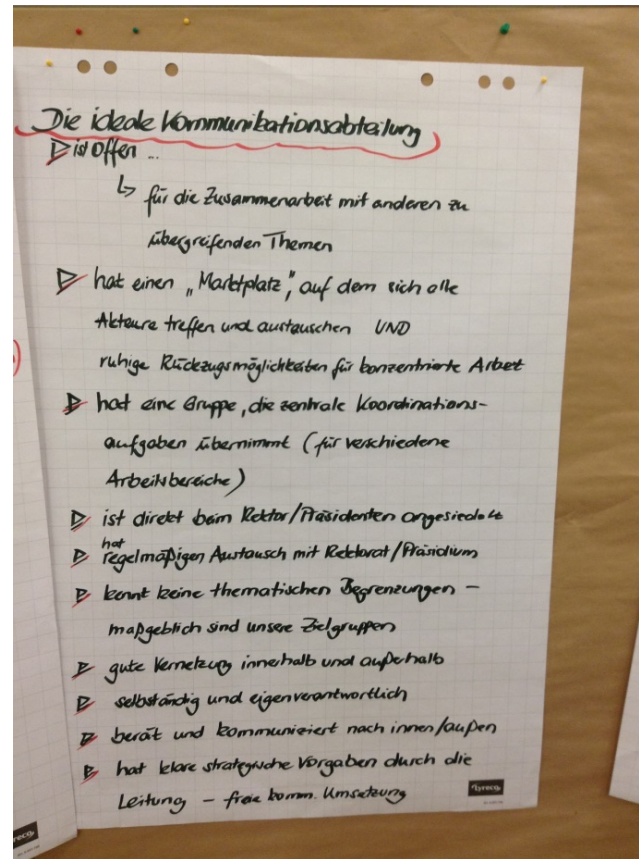 Die ideale Kommunikationsabteilung
ist offen ...
↳ für die Zusammenarbeit mit anderen zu
übergreifenden Themen
hat einen „Marktplatz“, auf dem sich alle
Akteure treffen und austauschen UND
ruhige Rückzugsmöglichkeiten für konzentrierte Arbeit
hat eine Gruppe, die zentrale Koordinations-
aufgaben übernimmt (für verschiedene
Arbeitsbereiche)
ist direkt beim Rektor/Präsidenten angesiedelt
hat
regelmäßigen Austausch mit Rektorat/Präsidium
kennt keine thematischen Begrenzungen –
maßgeblich sind unsere Zielgruppen
gute Vernetzung innerhalb und außerhalb
selbständig und eigenverantwortlich
berät und kommuniziert nach innen/außen
hat klare strategische Vorgaben durch die
Leitung – freie komm. Umsetzung
lyreco